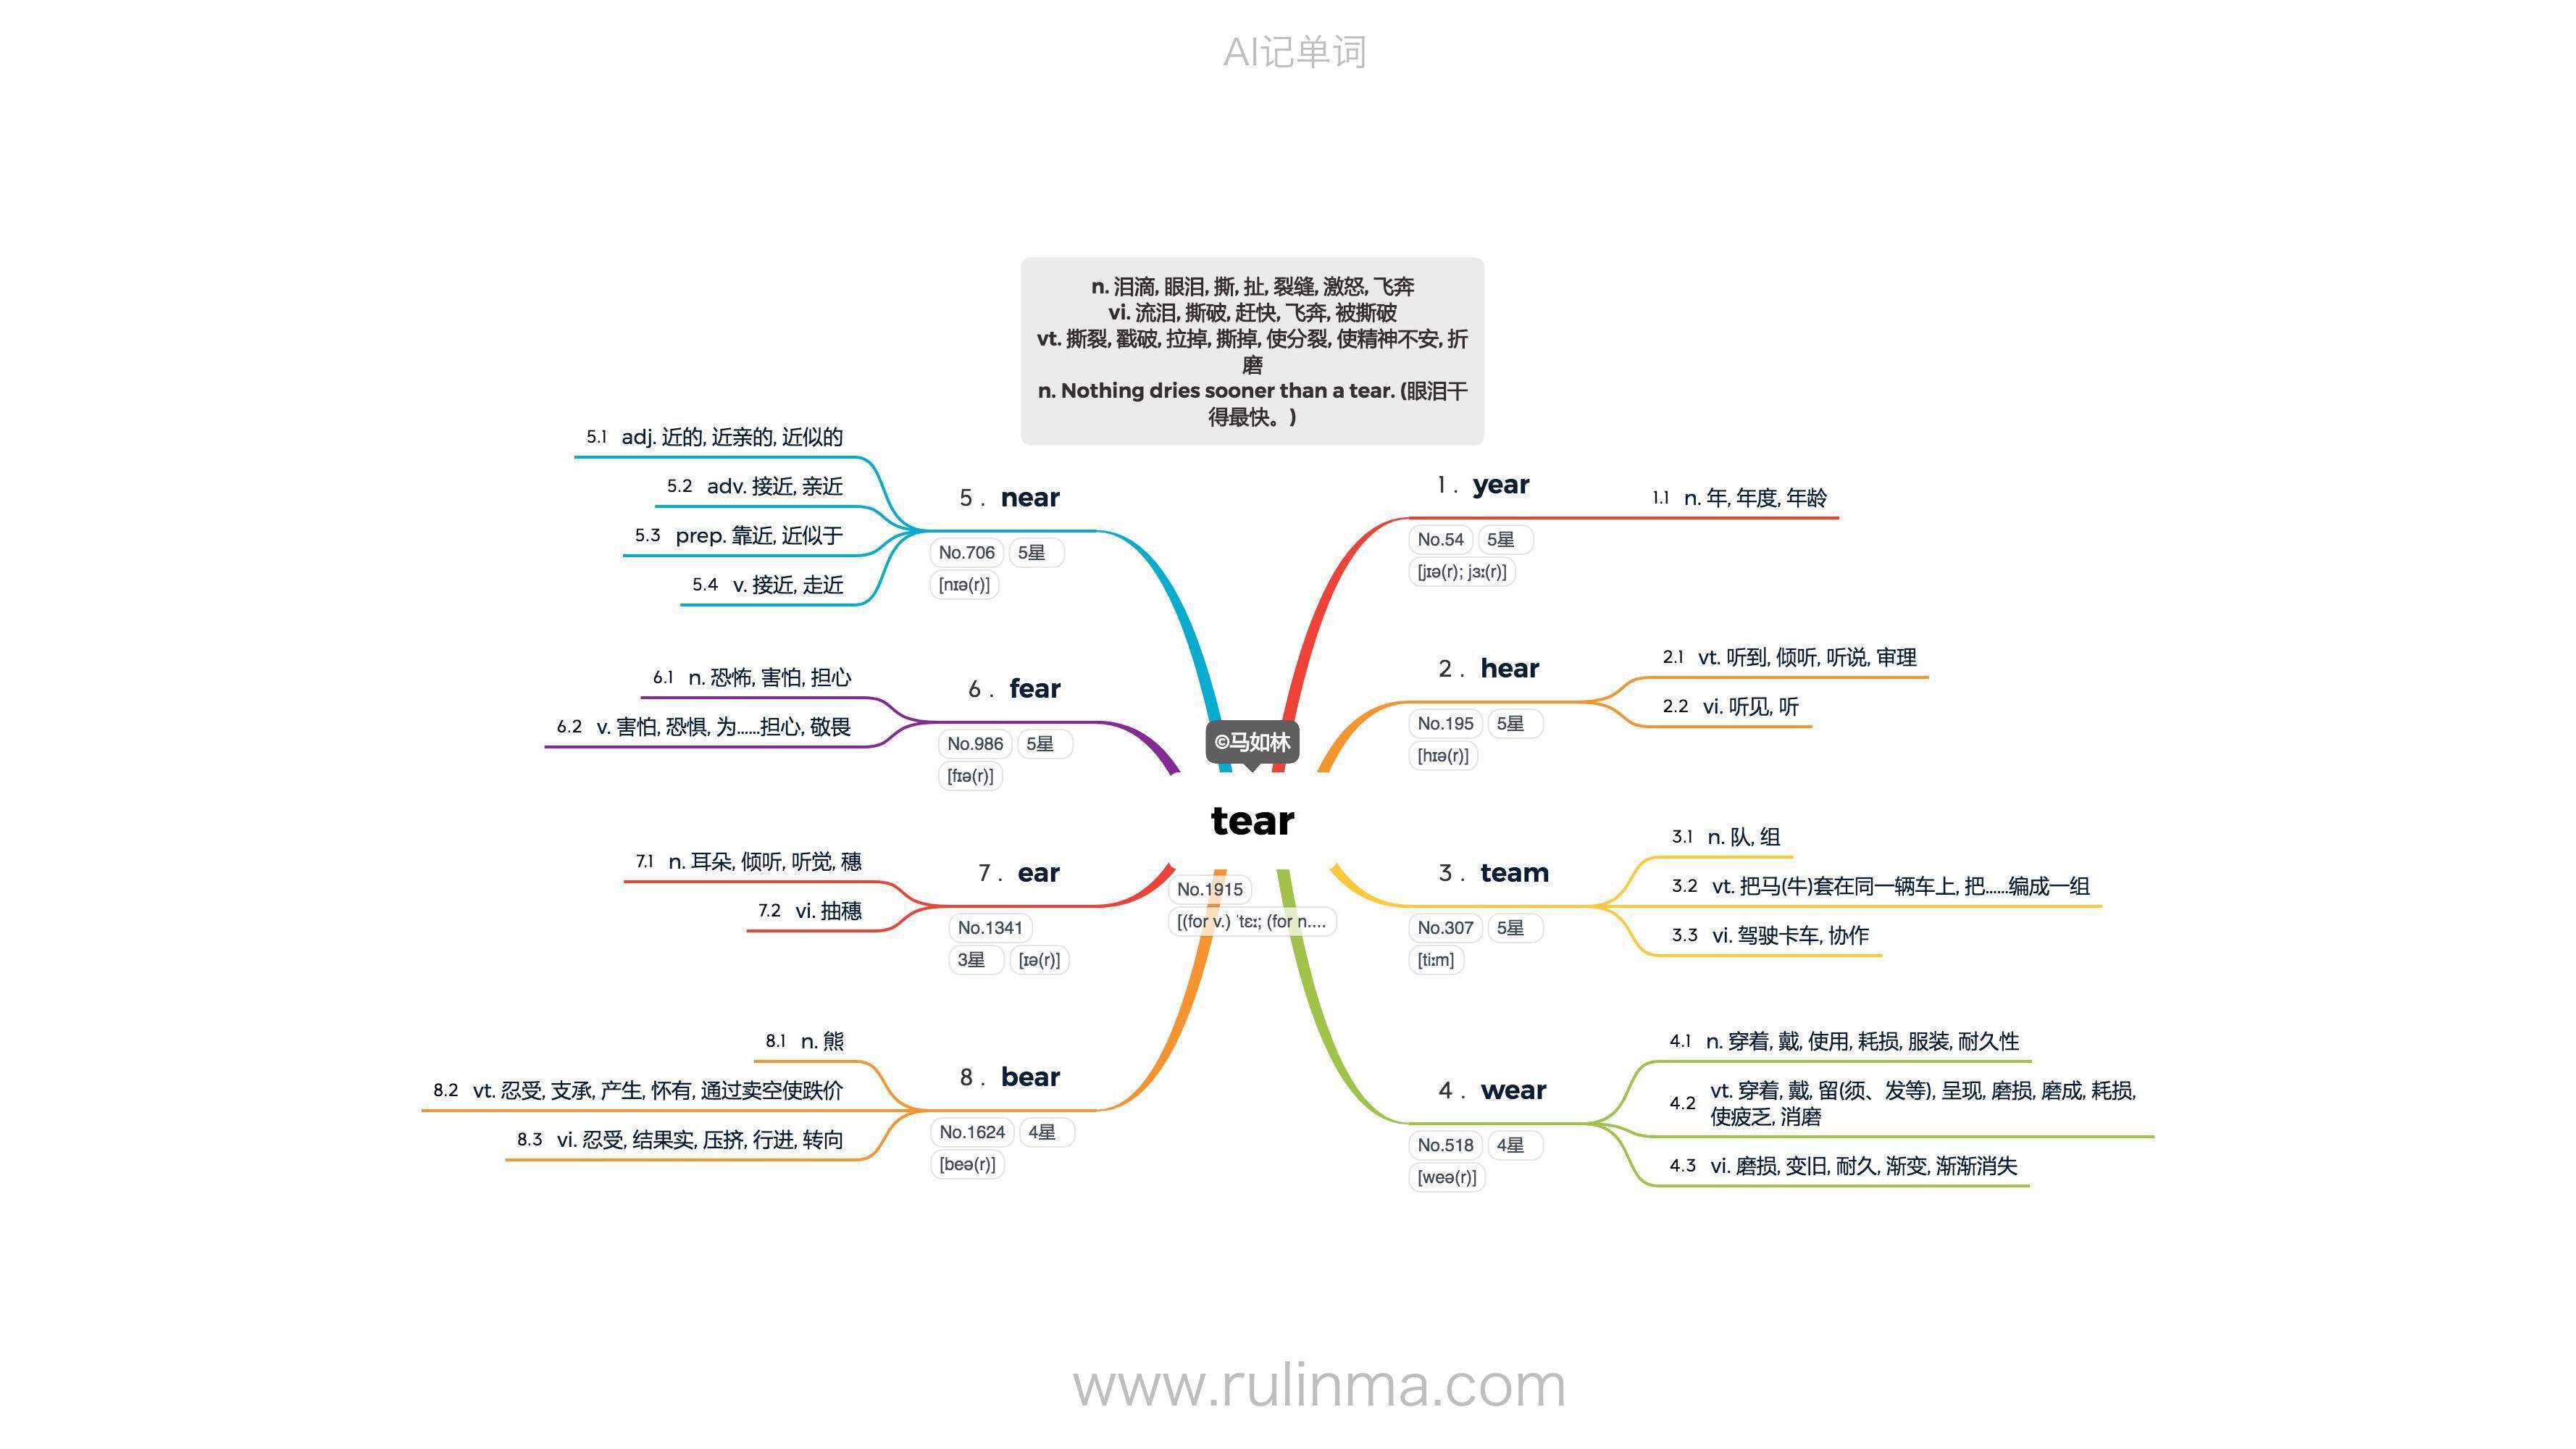 AI记单词
n. 泪滴, 眼泪, 撕, 扯, 裂缝, 激怒, 飞奔
vi. 流泪, 撕破, 赶快, 飞奔, 被撕破
vt. 撕裂, 戳破, 拉掉, 撕掉, 使分裂, 使精神不安, 折
磨
n. Nothing dries sooner than a tear. (眼泪干
得最快。)
©马如林
tear
No.1915
[(for v.) ˈtɛː; (for n....
1. year
No.54 5星
[jɪə(r); jɜː(r)]
1.1 n. 年, 年度, 年龄
2. hear
No.195 5星
[hɪə(r)]
2.1 vt. 听到, 倾听, 听说, 审理
2.2 vi. 听见, 听
3. team
No.307 5星
[tiːm]
3.1 n. 队, 组
3.2 vt. 把马(牛)套在同一辆车上, 把......编成一组
3.3 vi. 驾驶卡车, 协作
4. wear
No.518 4星
[weə(r)]
4.1 n. 穿着, 戴, 使用, 耗损, 服装, 耐久性
4.2 vt. 穿着, 戴, 留(须、发等), 呈现, 磨损, 磨成, 耗损,
使疲乏, 消磨
4.3 vi. 磨损, 变旧, 耐久, 渐变, 渐渐消失
5. near
No.706 5星
[nɪə(r)]
5.1 adj. 近的, 近亲的, 近似的
5.2 adv. 接近, 亲近
5.3 prep. 靠近, 近似于
5.4 v. 接近, 走近
6. fear
No.986 5星
[fɪə(r)]
6.1 n. 恐怖, 害怕, 担心
6.2 v. 害怕, 恐惧, 为......担心, 敬畏
7. ear
No.1341
3星 [ɪə(r)]
7.1 n. 耳朵, 倾听, 听觉, 穗
7.2 vi. 抽穗
8. bear
No.1624 4星
[beə(r)]
8.1 n. 熊
8.2 vt. 忍受, 支承, 产生, 怀有, 通过卖空使跌价
8.3 vi. 忍受, 结果实, 压挤, 行进, 转向
www.rulinma.com